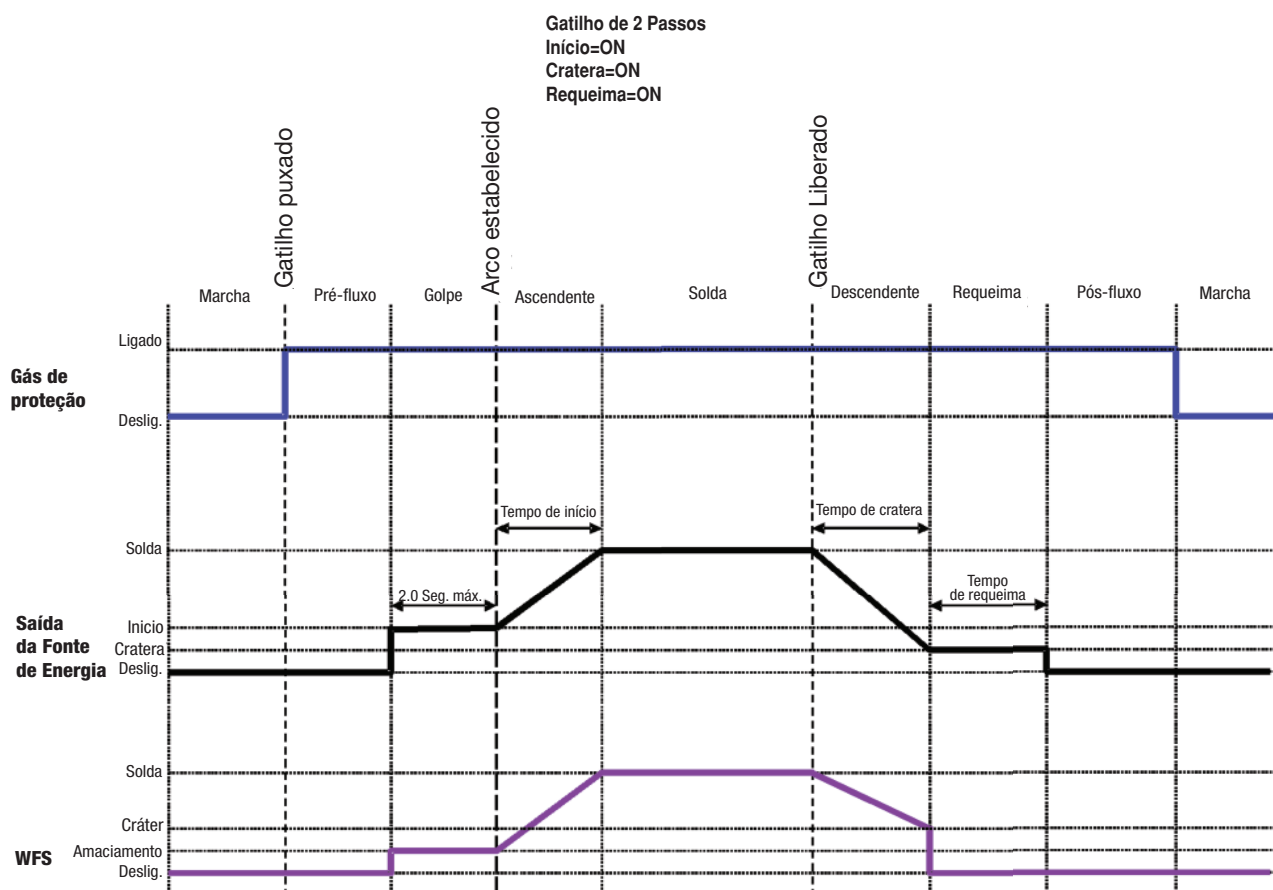 Gatilho de 2 Passos
Início=ON
Cratera=ON
Requeima=ON
Gatilho puxado
Arco estabelecido
Gatilho Liberado
Marcha
Pré-fluxo
Golpe
Ascendente
Solda
Descendente
Requeima
Pós-fluxo
Marcha
Gás de
proteção
Ligado
Deslig.
Tempo de início
Tempo de cratera
2.0 Seg. máx.
Tempo
de requeima
Saída
da Fonte
de Energia
Solda
Inicio
Cratera
Deslig.
WFS
Solda
Cráter
Amaciamento
Deslig.